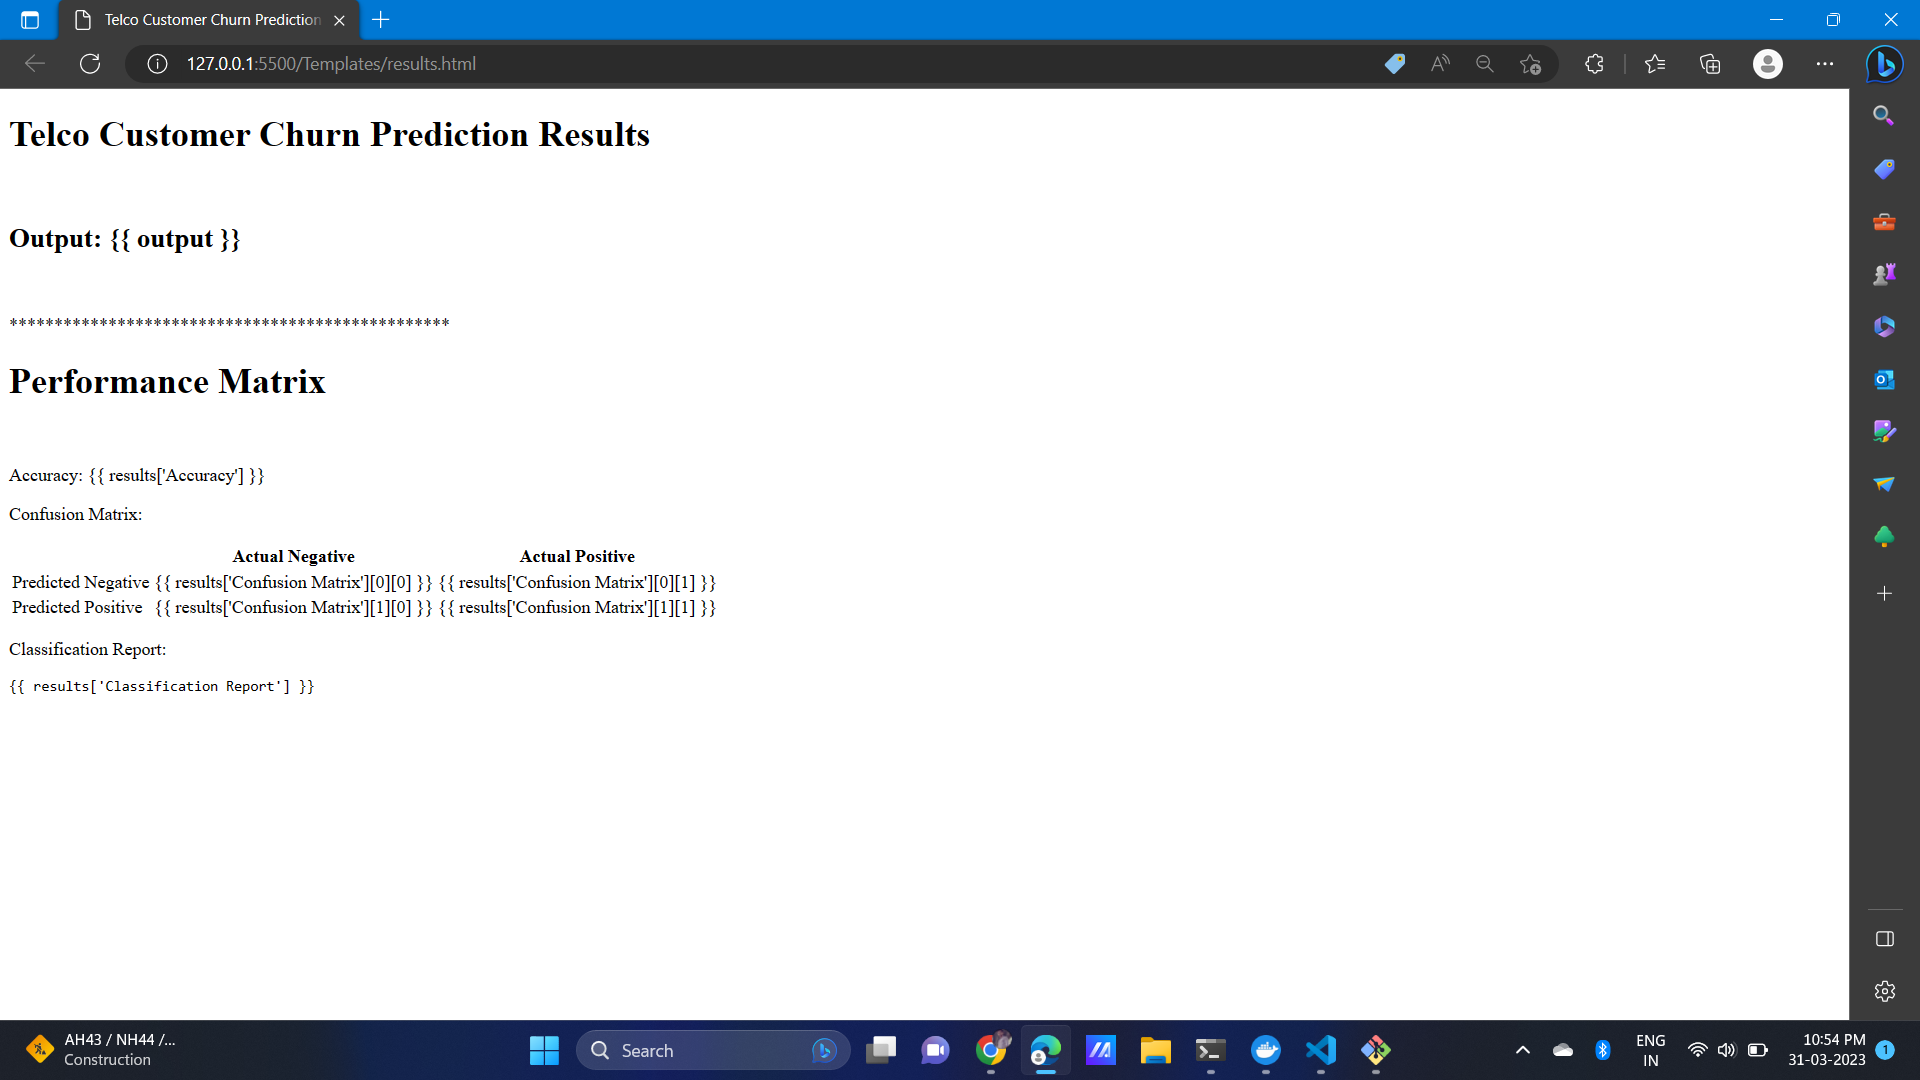 Telco Customer Churn Prediction
127.0.0.1:5500/Templates/results.html
Telco Customer Churn Prediction Results
Output: {{ output }}
*************************************************
Performance Matrix
Accuracy: {{ results['Accuracy'] }}
Confusion Matrix:
Actual Negative Actual Positive
Predicted Negative {{ results['Confusion Matrix'][0][0] }} {{ results['Confusion Matrix'][0][1] }}
Predicted Positive {{ results['Confusion Matrix'][1][0] }} {{ results['Confusion Matrix'][1][1] }}
Classification Report:
{{ results['Classification Report'] }}
AH43 / NH44 /...
Construction
Search
ENG
IN
10:54 PM
31-03-2023
1